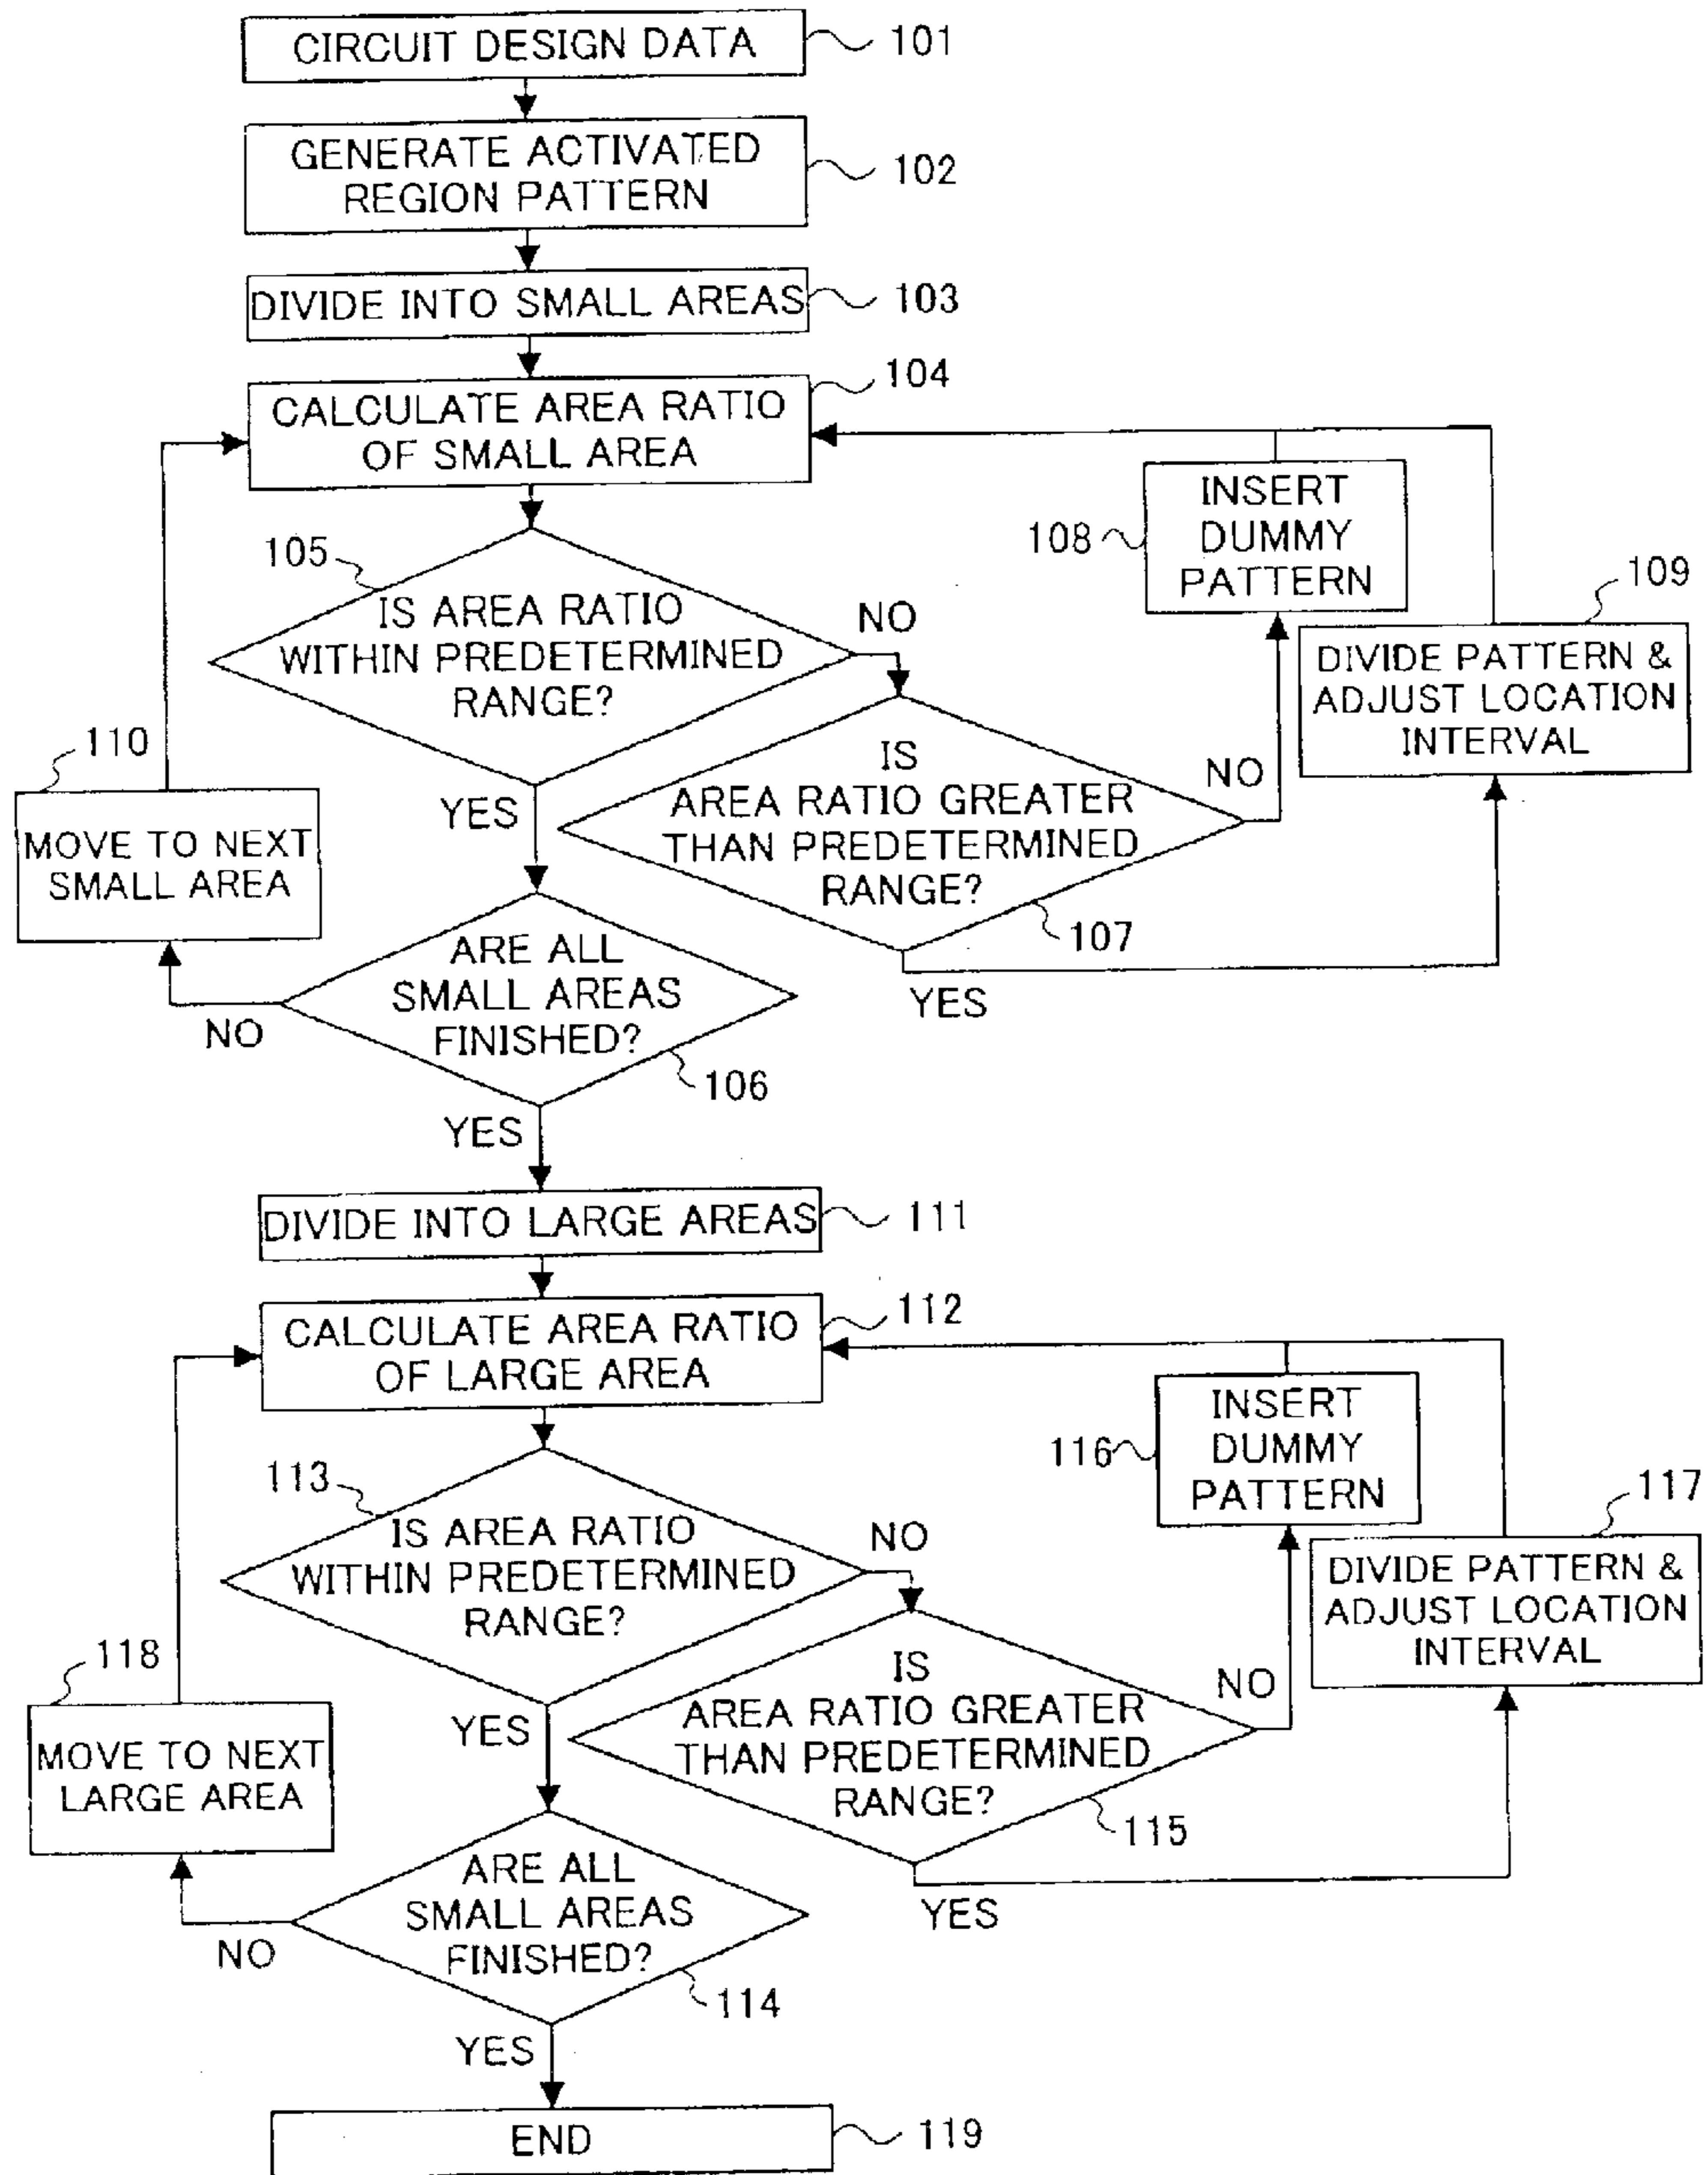 CIRCUIT DESIGN DATA
101
GENERATE ACTIVATED
REGION PATTERN
102
DIVIDE INTO SMALL AREAS
103
104
CALCULATE AREA RATIO
OF SMALL AREA
105
IS AREA RATIO
WITHIN PREDETERMINED
RANGE?
NO
YES
108
INSERT
DUMMY
PATTERN
109
DIVIDE PATTERN &
ADJUST LOCATION
INTERVAL
IS
AREA RATIO GREATER
THAN PREDETERMINED
RANGE?
NO
107
YES
110
MOVE TO NEXT
SMALL AREA
ARE ALL
SMALL AREAS
FINISHED?
NO
106
YES
DIVIDE INTO LARGE AREAS
111
112
CALCULATE AREA RATIO
OF LARGE AREA
113
IS AREA RATIO
WITHIN PREDETERMINED
RANGE?
NO
YES
116
INSERT
DUMMY
PATTERN
117
DIVIDE PATTERN &
ADJUST LOCATION
INTERVAL
IS
AREA RATIO GREATER
THAN PREDETERMINED
RANGE?
NO
115
YES
118
MOVE TO NEXT
LARGE AREA
ARE ALL
SMALL AREAS
FINISHED?
NO
114
YES
END
119